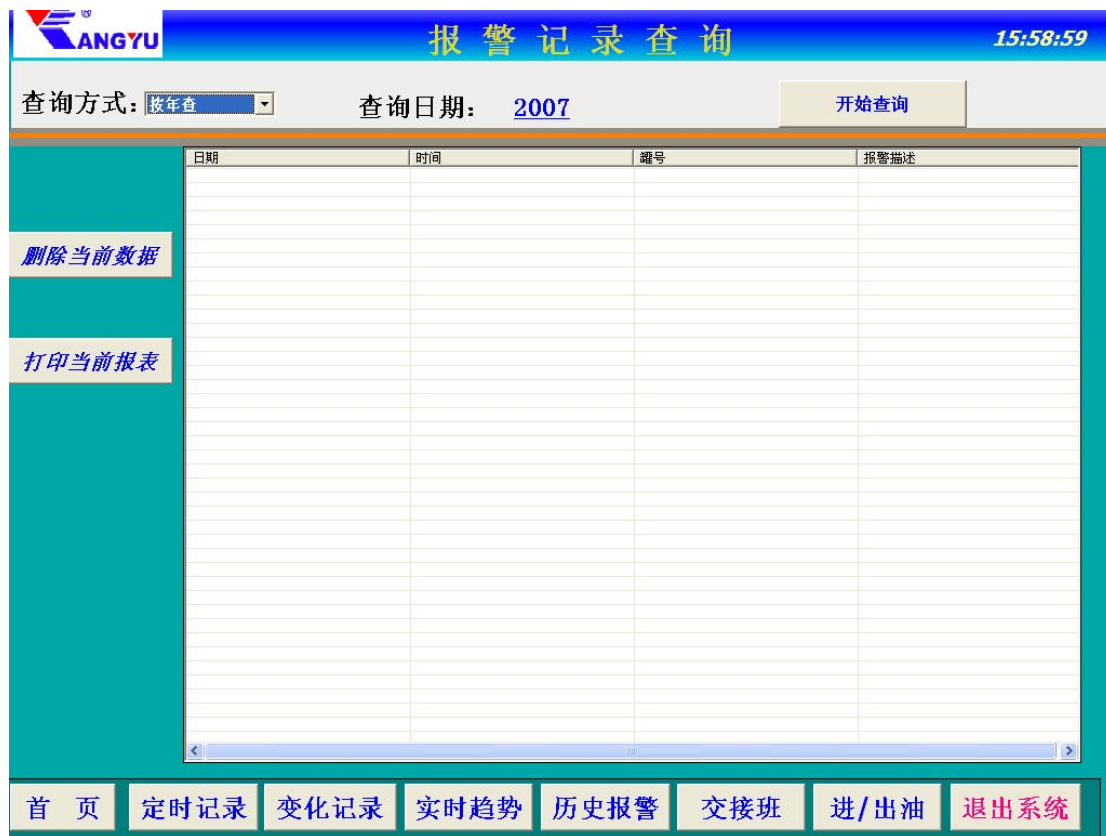 ® ANGYU 报警记录查询 15:58:59
查询方式: 按年查 查询日期: 2007 开始查询
日期 时间 罐号 报警描述
删除当前数据
打印当前报表
首 页 定时记录 变化记录 实时趋势 历史报警 交接班 进/出油 退出系统